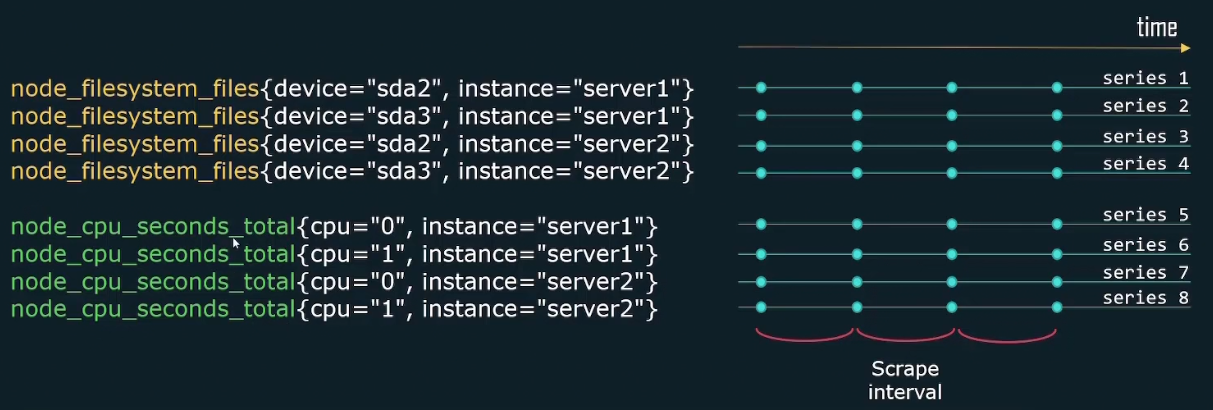 time
node_filesystem_files{device="sda2", instance="server1"} series 1
node_filesystem_files{device="sda3", instance="server1"} series 2
node_filesystem_files{device="sda2", instance="server2"} series 3
node_filesystem_files{device="sda3", instance="server2"} series 4
node_cpu_seconds_total{cpu="0", instance="server1"} series 5
node_cpu_seconds_total{cpu="1", instance="server1"} series 6
node_cpu_seconds_total{cpu="0", instance="server2"} series 7
node_cpu_seconds_total{cpu="1", instance="server2"} series 8
Scrape
interval